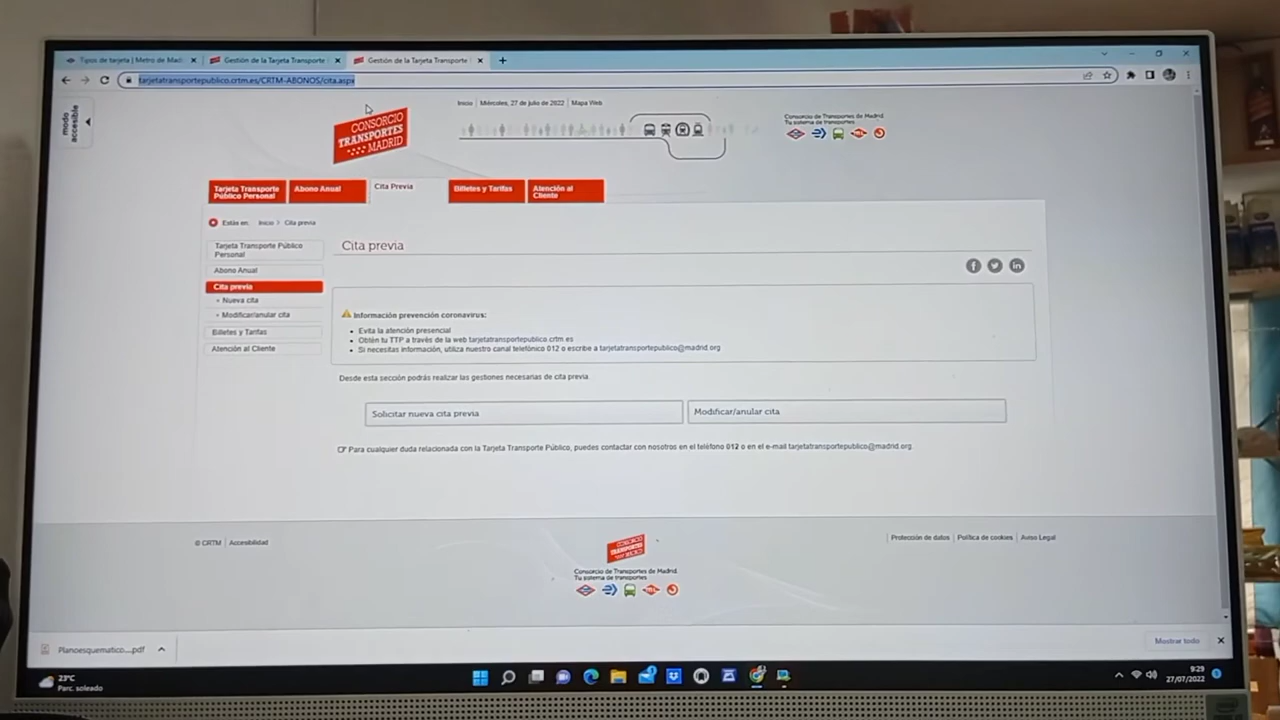 Tipos de tarjeta | Metro de Mad
Gestión de la Tarjeta Transporte
Gestión de la Tarjeta Transporte
tarjetatransportepublico.crtm.es/CRTM-ABONOS/cita.aspx
modo accesible
CONSORCIO
TRANSPORTES
MADRID
Inicio | Miércoles, 27 de julio de 2022 | Mapa Web
Consorcio de Transportes de Madrid
Tu sistema de transportes
Tarjeta Transporte
Público Personal
Abono Anual
Cita Previa
Billetes y Tarifas
Atención al
Cliente
Estás en: Inicio > Cita previa
Tarjeta Transporte Público
Personal
Abono Anual
Cita previa
Nueva cita
Modificar/anular cita
Billetes y Tarifas
Atención al Cliente
Cita previa
Información prevención coronavirus:
Evita la atención presencial
Obtén tu TTP a través de la web tarjetatransportepublico.crtm.es
Si necesitas información, utiliza nuestro canal telefónico 012 o escribe a tarjetatransportepublico@madrid.org
Desde esta sección podrás realizar las gestiones necesarias de cita previa
Solicitar nueva cita previa
Modificar/anular cita
Para cualquier duda relacionada con la Tarjeta Transporte Público, puedes contactar con nosotros en el teléfono 012 o en el e-mail tarjetatransportepublico@madrid.org.
© CRTM | Accesibilidad
CONSORCIO
TRANSPORTES
MADRID
Consorcio de Transportes de Madrid
Tu sistema de transportes
Protección de datos | Política de cookies | Aviso Legal
Planoesquematico....pdf
Mostrar todo
23°C
Parc. soleado
9:29
27/07/2022